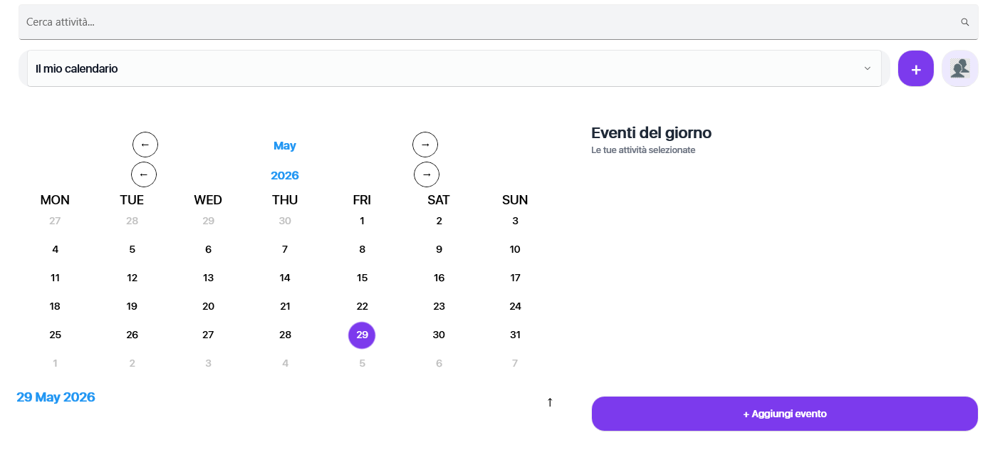 Cerca attività...
Il mio calendario
+
← May →
← 2026 →
MON TUE WED THU FRI SAT SUN
27 28 29 30 1 2 3
4 5 6 7 8 9 10
11 12 13 14 15 16 17
18 19 20 21 22 23 24
25 26 27 28 29 30 31
1 2 3 4 5 6 7
29 May 2026 ↑
Eventi del giorno
Le tue attività selezionate
+ Aggiungi evento